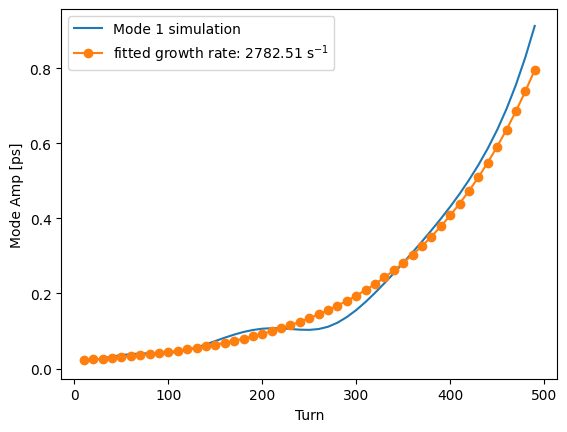 Mode 1 simulation
fitted growth rate: 2782.51 s⁻¹
0.8
0.6
0.4
0.2
0.0
Mode Amp [ps]
0 100 200 300 400 500
Turn